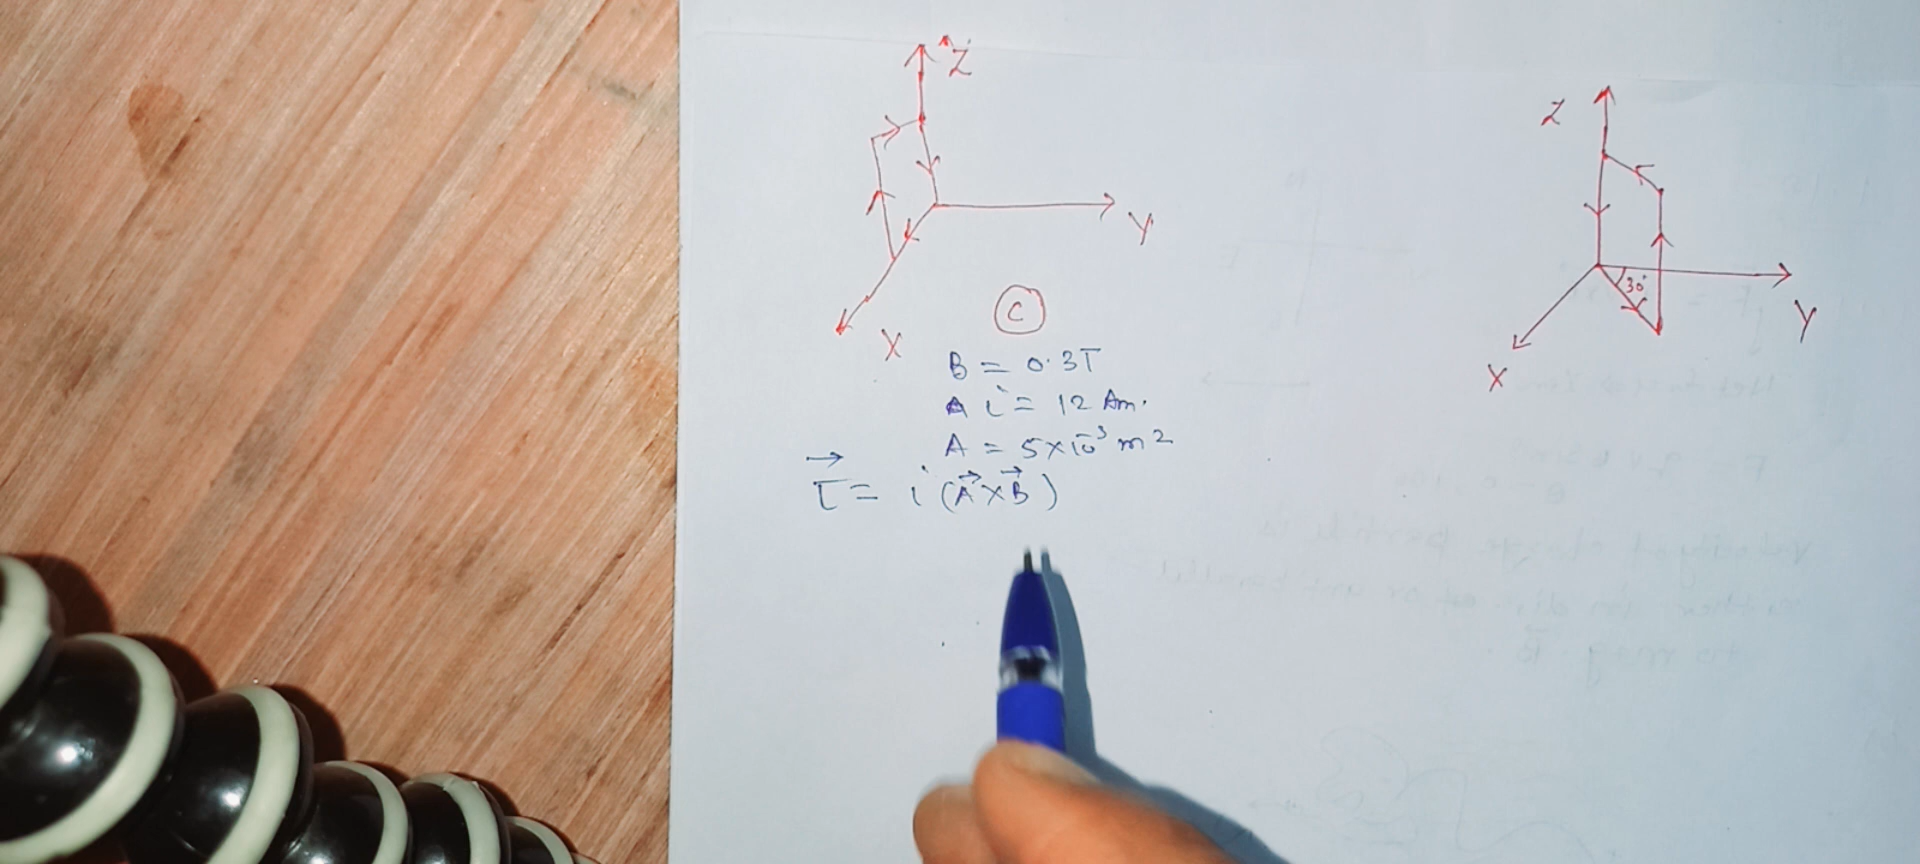 Z
Y
X
C
B = 0.3T
A i = 12 Am.
A = 5×10⁻³ m²
τ⃗ = i (A⃗×B⃗)
Z
30°
Y
X